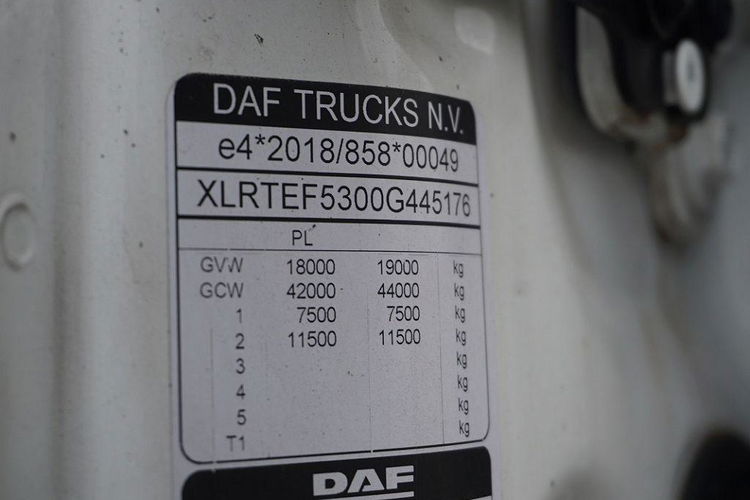 DAF TRUCKS N.V.
e4*2018/858*00049
XLRTEF5300G445176
PL
GVW 18000 19000 kg
GCW 42000 44000 kg
1 7500 7500 kg
2 11500 11500 kg
3 kg
4 kg
5 kg
T1 kg
DAF